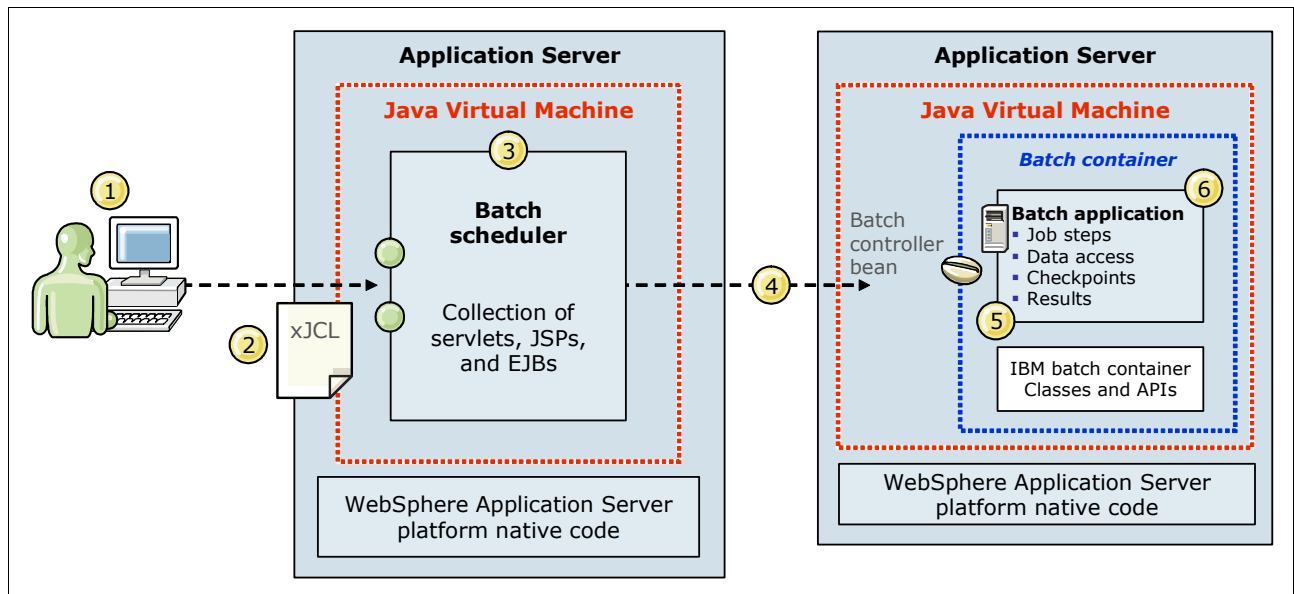 1
2
xJCL
Application Server
Java Virtual Machine
3
Batch
scheduler
Collection of
servlets, JSPs,
and EJBs
WebSphere Application Server
platform native code
4
Application Server
Java Virtual Machine
Batch container
Batch
controller
bean
6
Batch application
▪ Job steps
▪ Data access
▪ Checkpoints
▪ Results
5
IBM batch container
Classes and APIs
WebSphere Application Server
platform native code